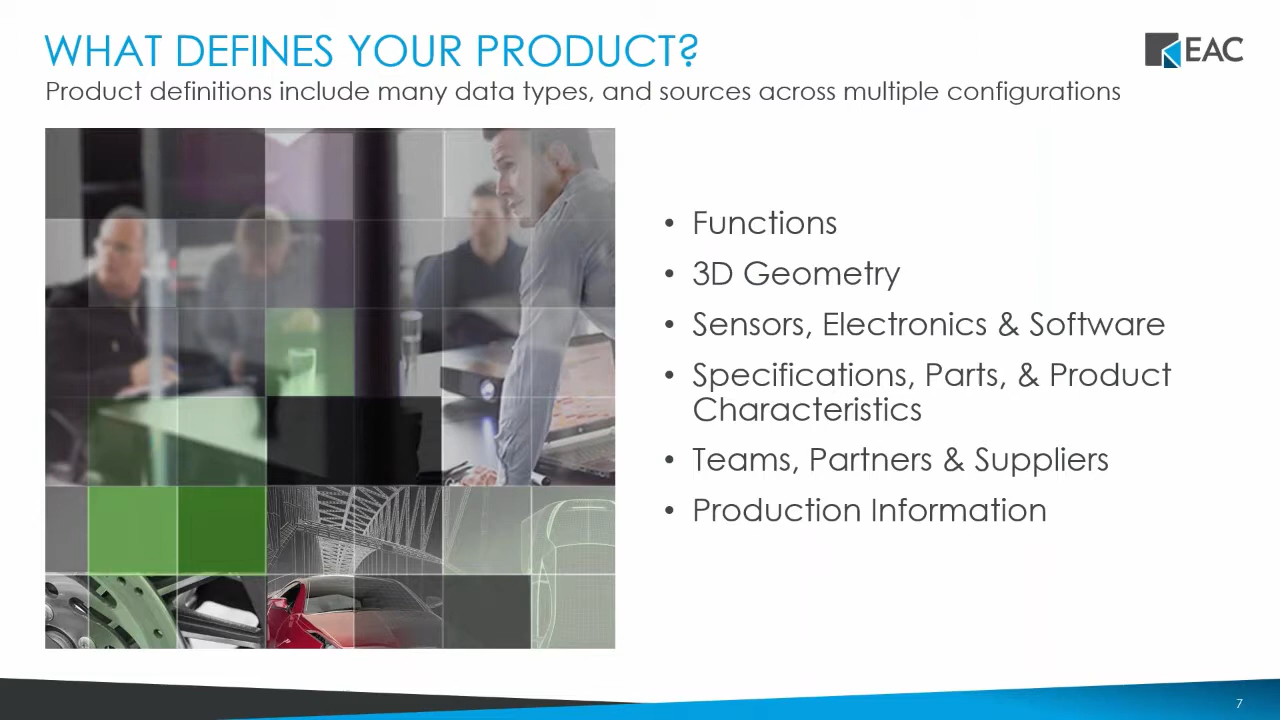 WHAT DEFINES YOUR PRODUCT?
EAC
Product definitions include many data types, and sources across multiple configurations
• Functions
• 3D Geometry
• Sensors, Electronics & Software
• Specifications, Parts, & Product
Characteristics
• Teams, Partners & Suppliers
• Production Information
7